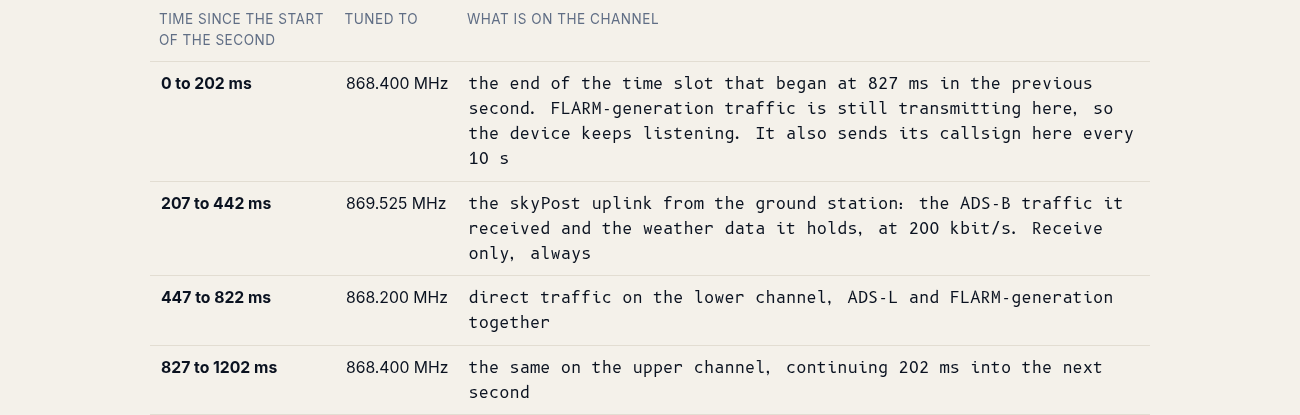 TIME SINCE THE START OF THE SECOND
TUNED TO
WHAT IS ON THE CHANNEL
0 to 202 ms
868.400 MHz
the end of the time slot that began at 827 ms in the previous
second. FLARM-generation traffic is still transmitting here, so
the device keeps listening. It also sends its callsign here every
10 s
207 to 442 ms
869.525 MHz
the skyPost uplink from the ground station: the ADS-B traffic it
received and the weather data it holds, at 200 kbit/s. Receive
only, always
447 to 822 ms
868.200 MHz
direct traffic on the lower channel, ADS-L and FLARM-generation
together
827 to 1202 ms
868.400 MHz
the same on the upper channel, continuing 202 ms into the next
second